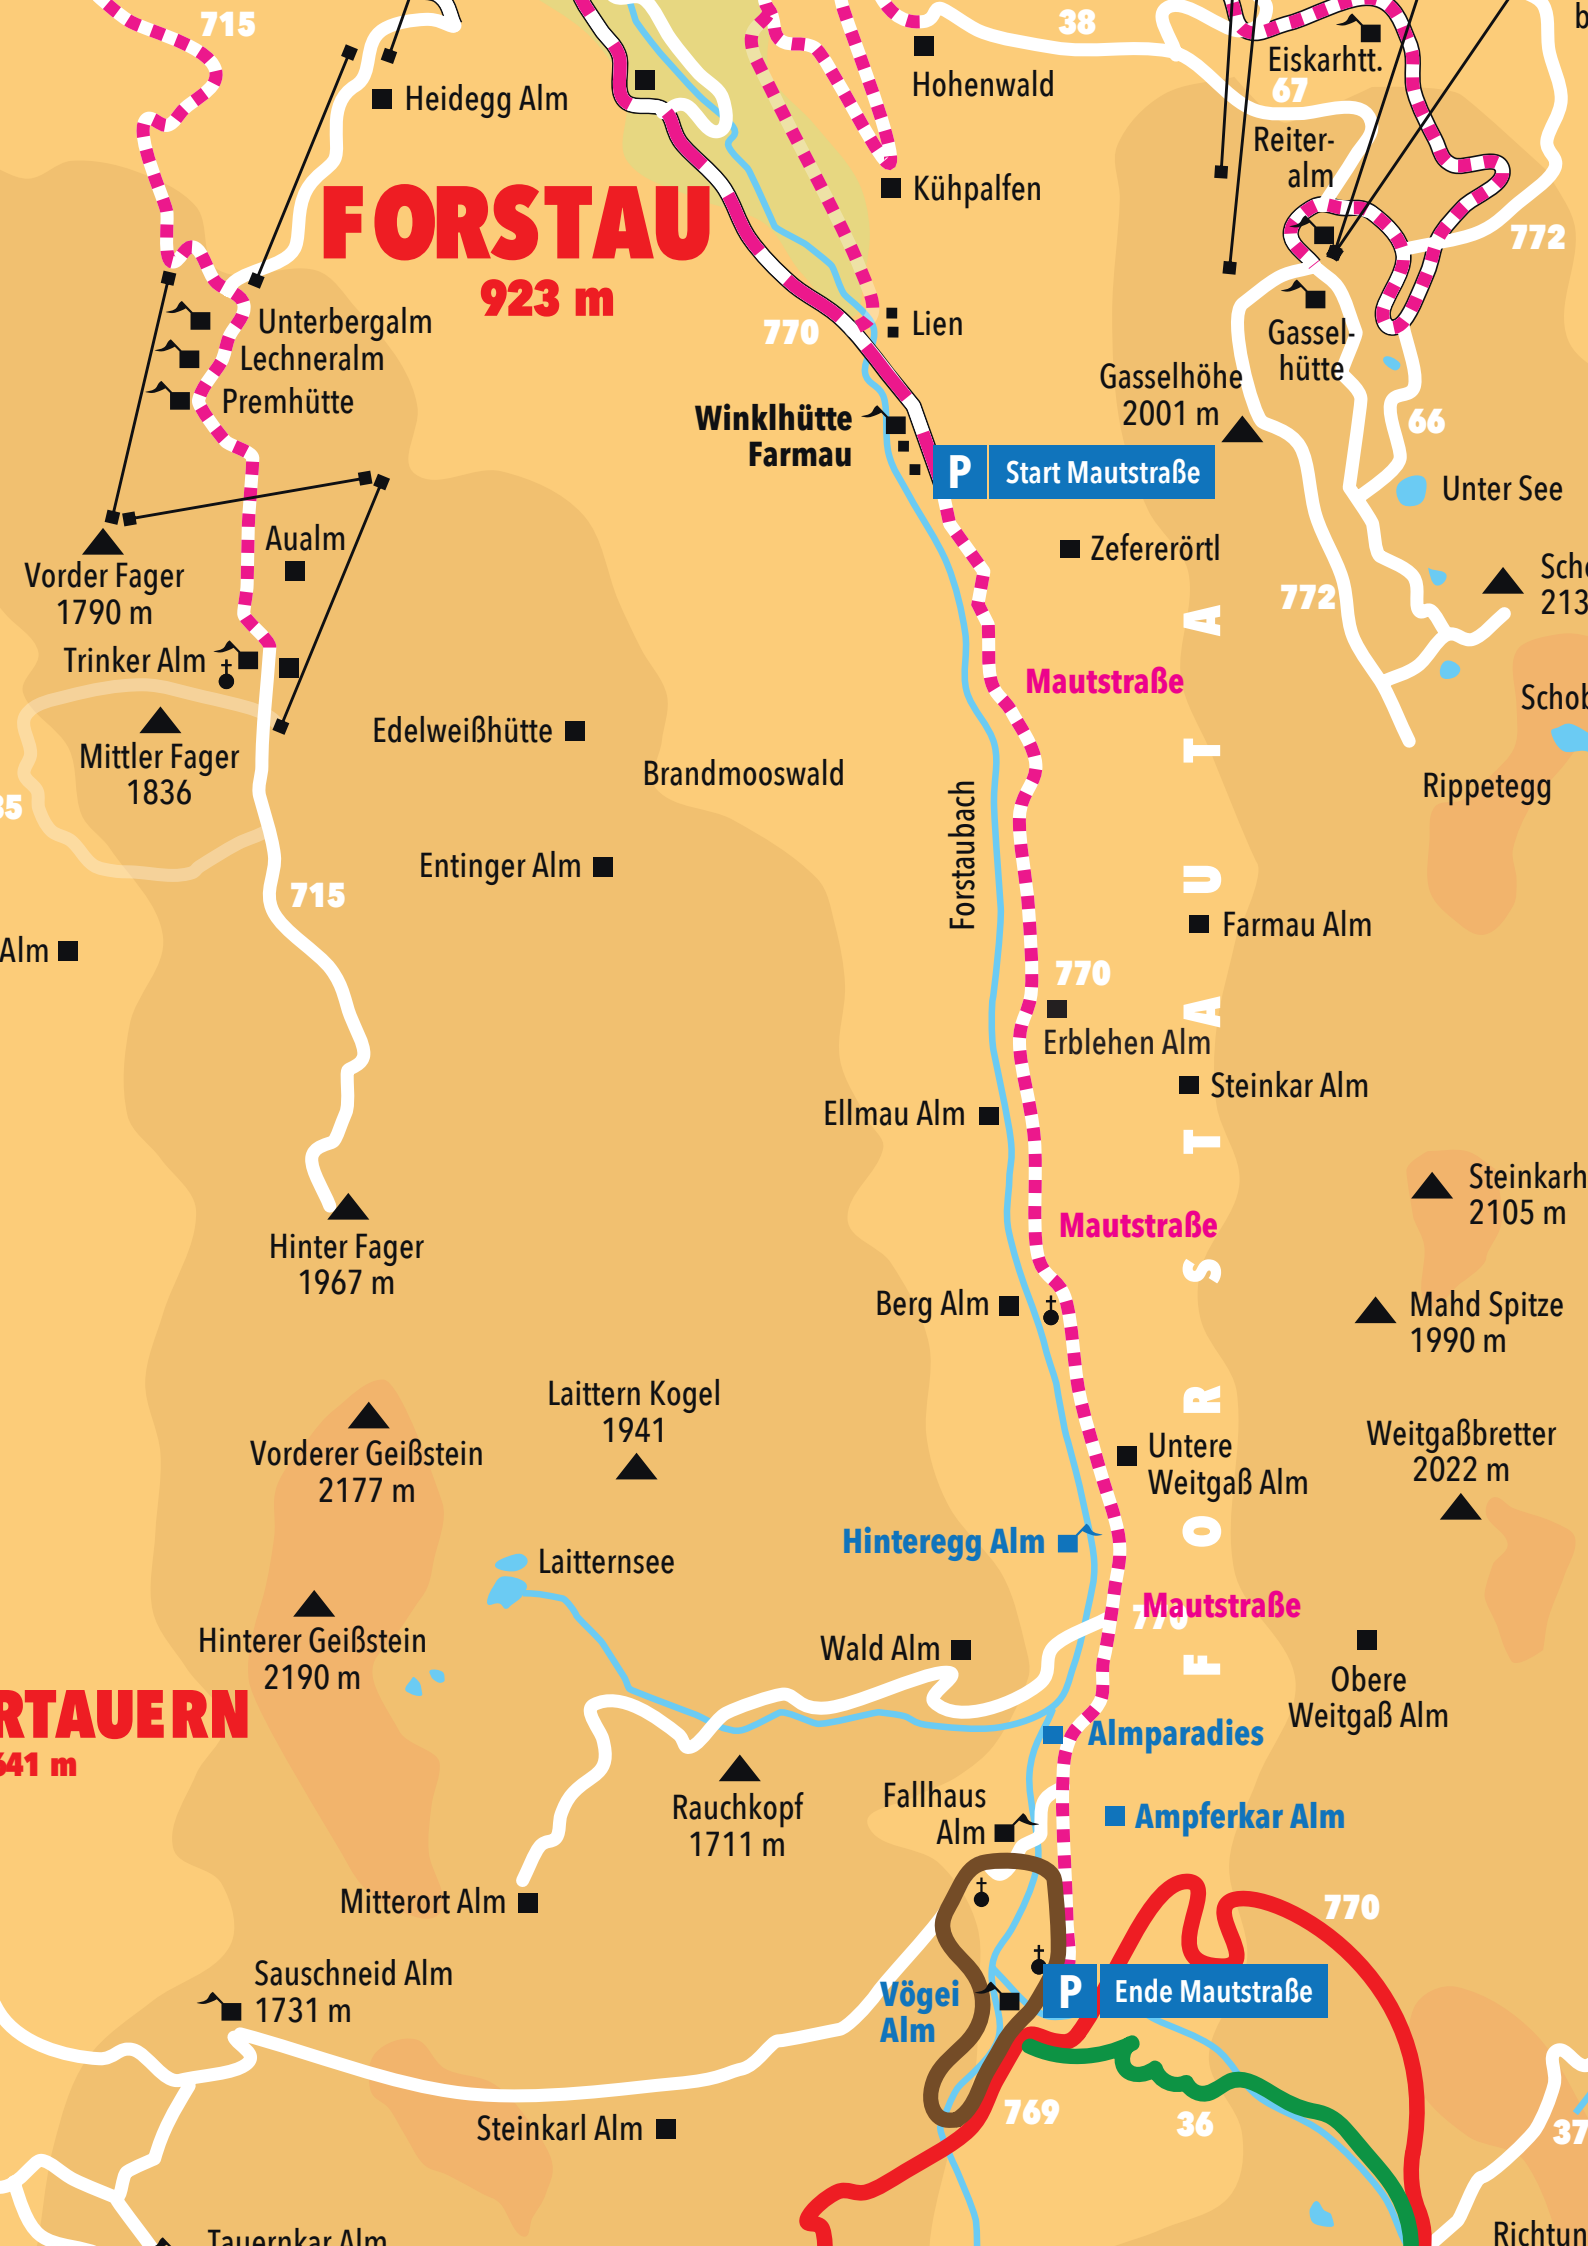 715
38
Eiskarhtt.
67
Heidegg Alm
Hohenwald
Reiter-
alm
Kühpalfen
FORSTAU
923 m
772
Unterbergalm
Lechneralm
Premhütte
770
Lien
Gassel-
hütte
Gasselhöhe
2001 m
66
Winklhütte
Farmau
P Start Mautstraße
Unter See
Aualm
Zefererörtl
Vorder Fager
1790 m
772
Trinker Alm
Mautstraße
Edelweißhütte
Mittler Fager
1836
Brandmooswald
Rippetegg
Forstaubach
Entinger Alm
715
Farmau Alm
Alm
770
Erblehen Alm
Steinkar Alm
Ellmau Alm
FORSTAUTAL
2105 m
Mautstraße
Hinter Fager
1967 m
Berg Alm
Mahd Spitze
1990 m
Laittern Kogel
1941
Vorderer Geißstein
2177 m
Untere
Weitgaß Alm
Weitgaßbretter
2022 m
Hinteregg Alm
Laitternsee
770
Mautstraße
Hinterer Geißstein
2190 m
Wald Alm
Obere
Weitgaß Alm
RTAUERN
641 m
Almparadies
Rauchkopf
1711 m
Fallhaus
Alm
Ampferkar Alm
Mitterort Alm
770
Sauschneid Alm
1731 m
Vögei
Alm
P Ende Mautstraße
Steinkarl Alm
769
36
37
Tauernkar Alm